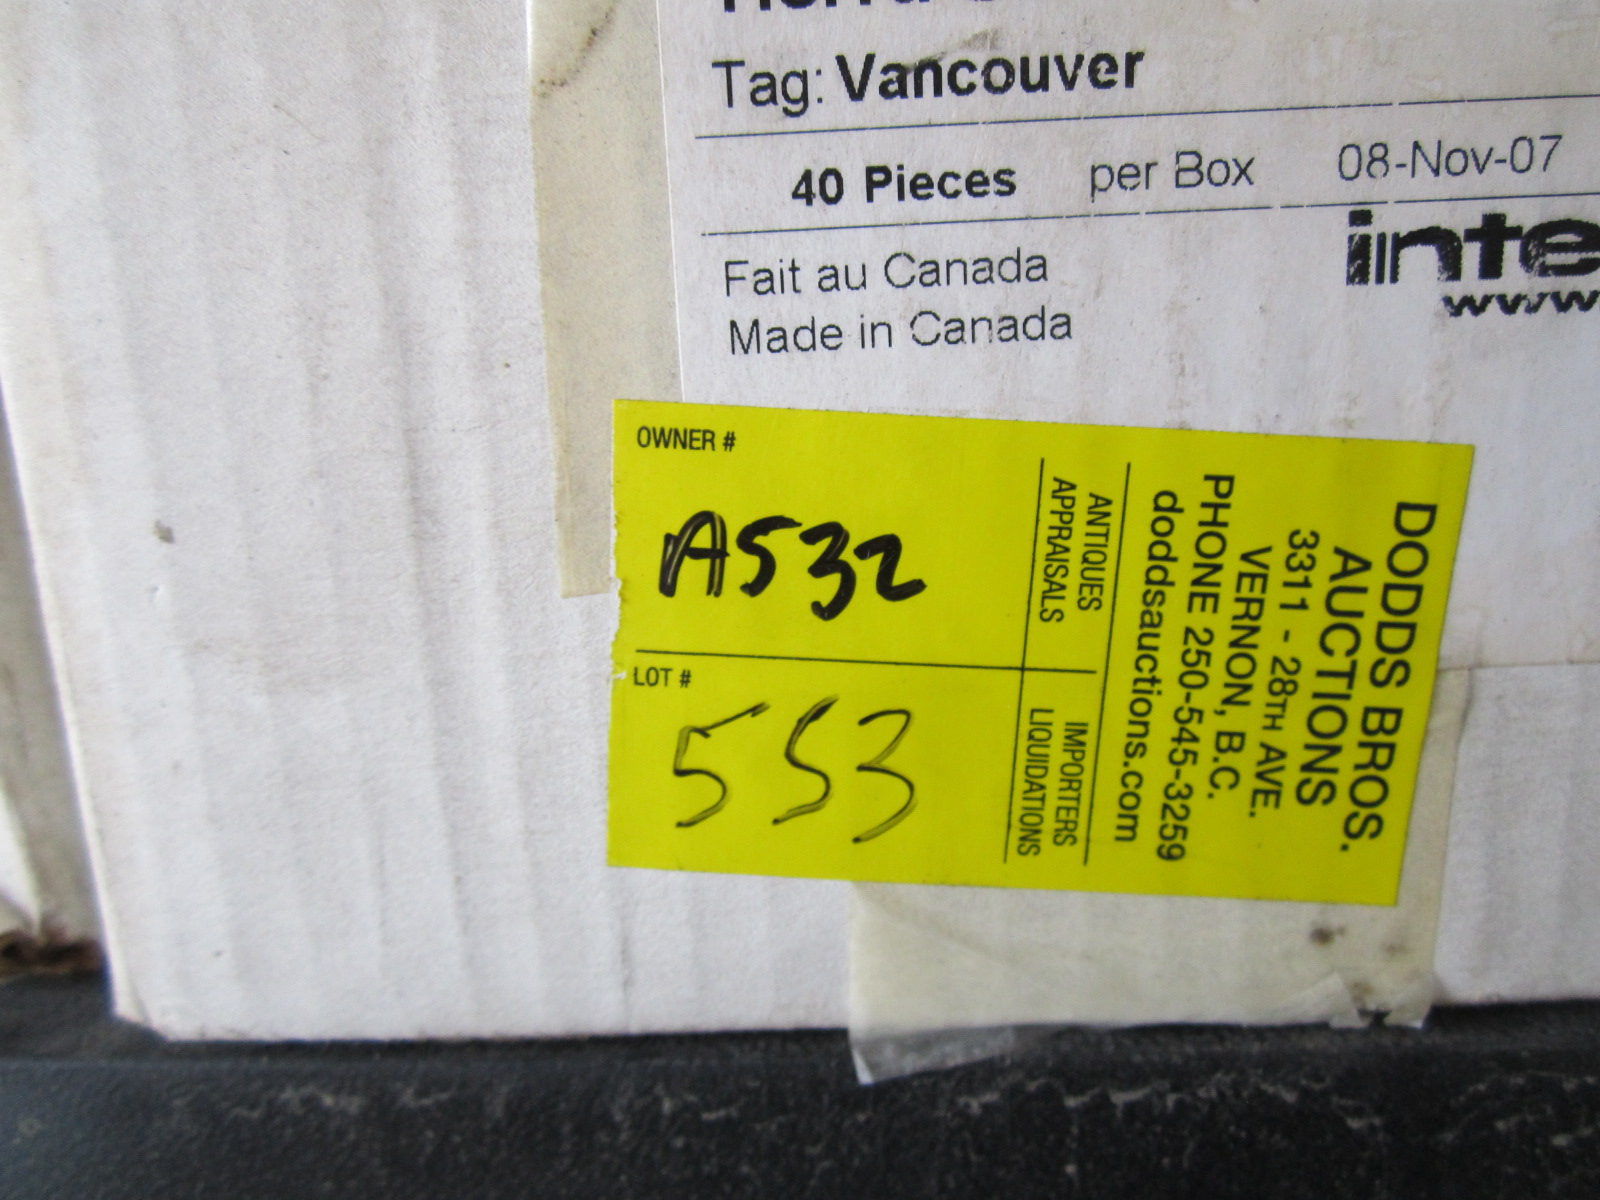 Tag: Vancouver
40 Pieces per Box 08-Nov-07
Fait au Canada
Made in Canada
inte
www
OWNER #
A532
LOT #
553
ANTIQUES
APPRAISALS
IMPORTERS
LIQUIDATIONS
DODDS BROS.
AUCTIONS
3311 - 28TH AVE.
VERNON, B.C.
PHONE 250-545-3259
doddsauctions.com